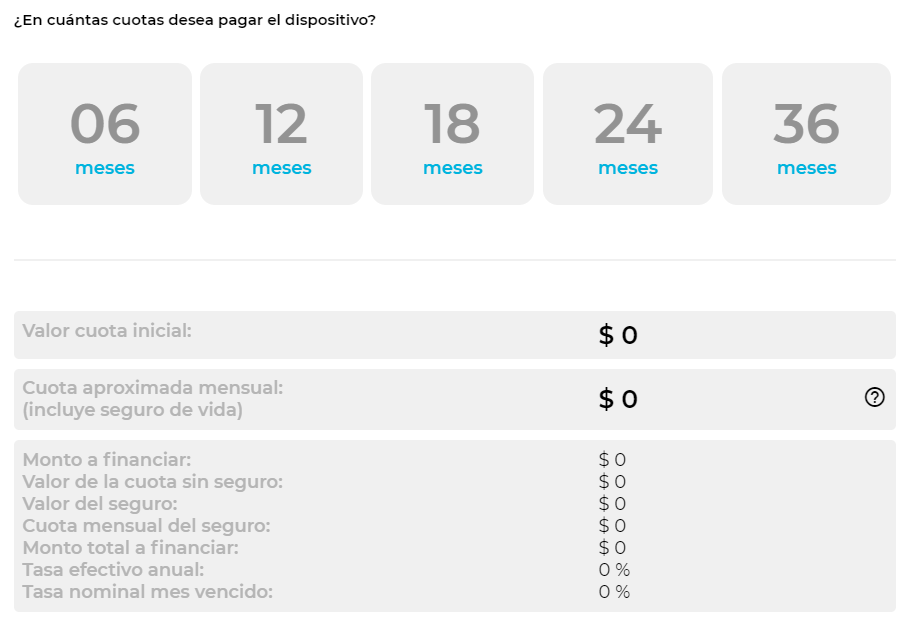 ¿En cuántas cuotas desea pagar el dispositivo?
06 12 18 24 36
meses meses meses meses meses
Valor cuota inicial: $ 0
Cuota aproximada mensual:
(incluye seguro de vida) $ 0 ?
Monto a financiar: $ 0
Valor de la cuota sin seguro: $ 0
Valor del seguro: $ 0
Cuota mensual del seguro: $ 0
Monto total a financiar: $ 0
Tasa efectivo anual: 0 %
Tasa nominal mes vencido: 0 %